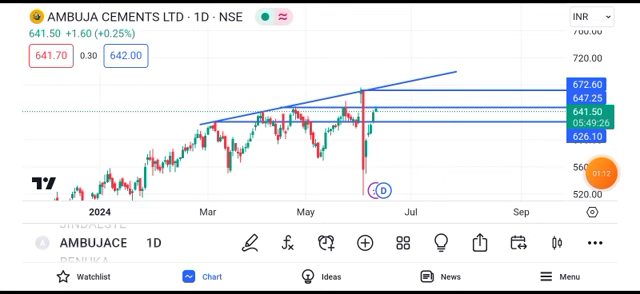 AMBUJA CEMENTS LTD · 1D · NSE
INR
641.50 +1.60 (+0.25%)
641.70 0.30 642.00
720.00
672.60
647.25
641.50
05:49:26
626.10
01:12
520.00
2024 Mar May Jul Sep
D
AMBUJACE 1D
Watchlist Chart Ideas News Menu